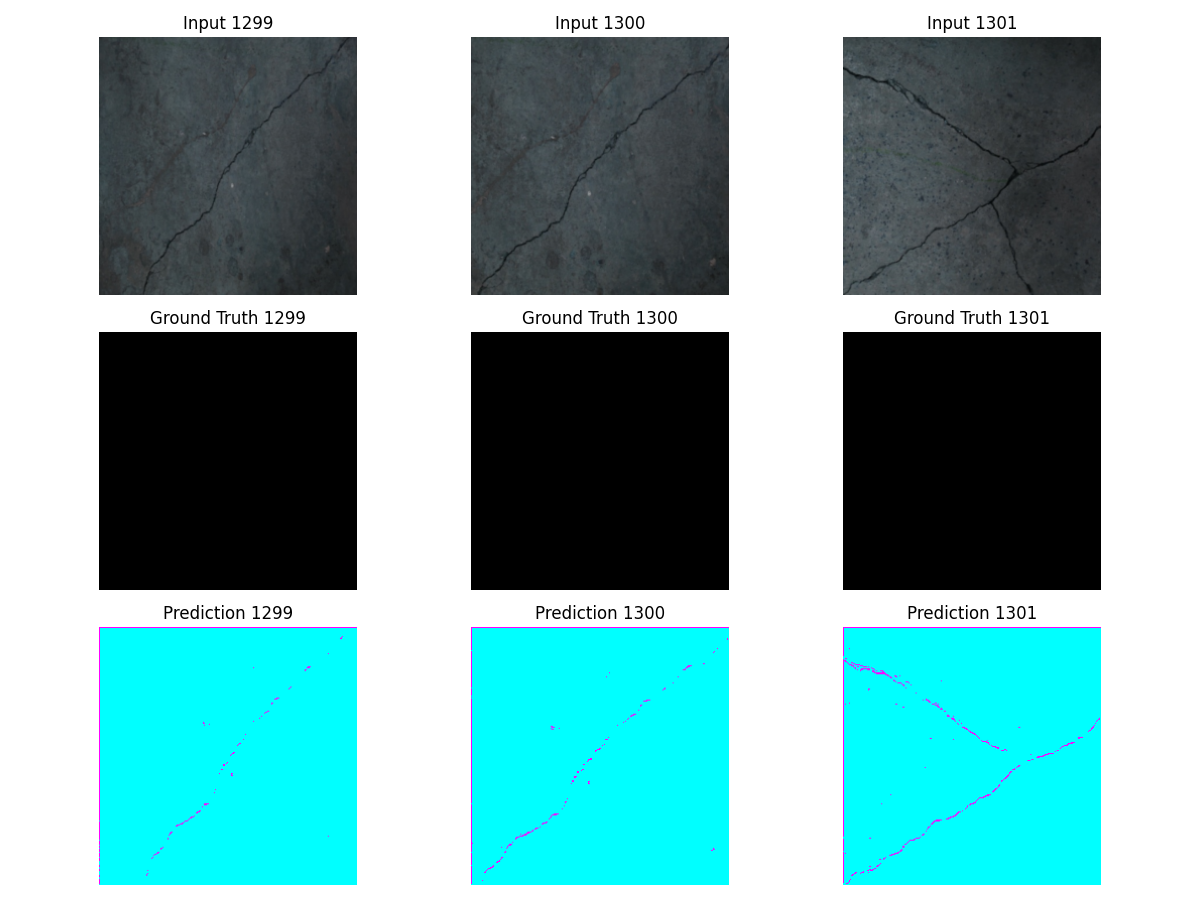 Input 1299
Input 1300
Input 1301
Ground Truth 1299
Ground Truth 1300
Ground Truth 1301
Prediction 1299
Prediction 1300
Prediction 1301